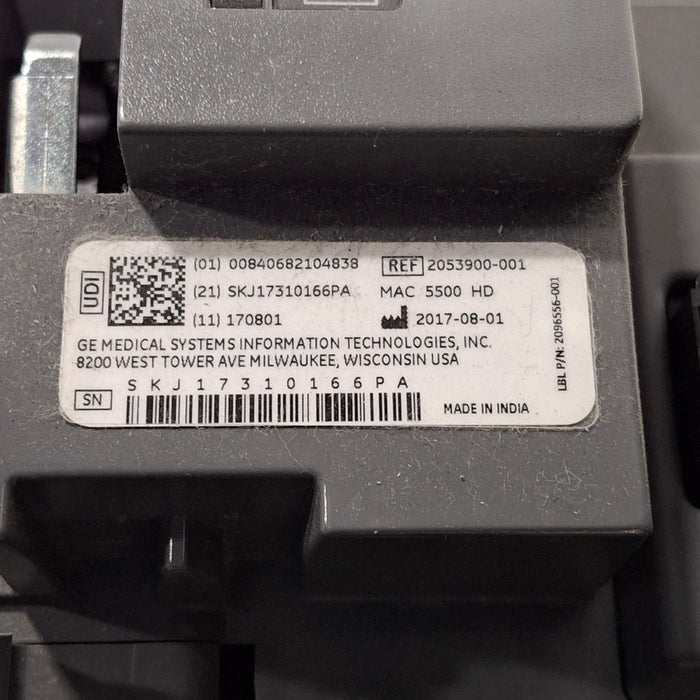 UDI
(01) 00840682104838 REF 2053900-001
(21) SKJ17310166PA MAC 5500 HD
(11) 170801 2017-08-01
GE MEDICAL SYSTEMS INFORMATION TECHNOLOGIES, INC.
8200 WEST TOWER AVE MILWAUKEE, WISCONSIN USA
SKJ17310166PA
SN MADE IN INDIA
LBL P/N: 2096556-001